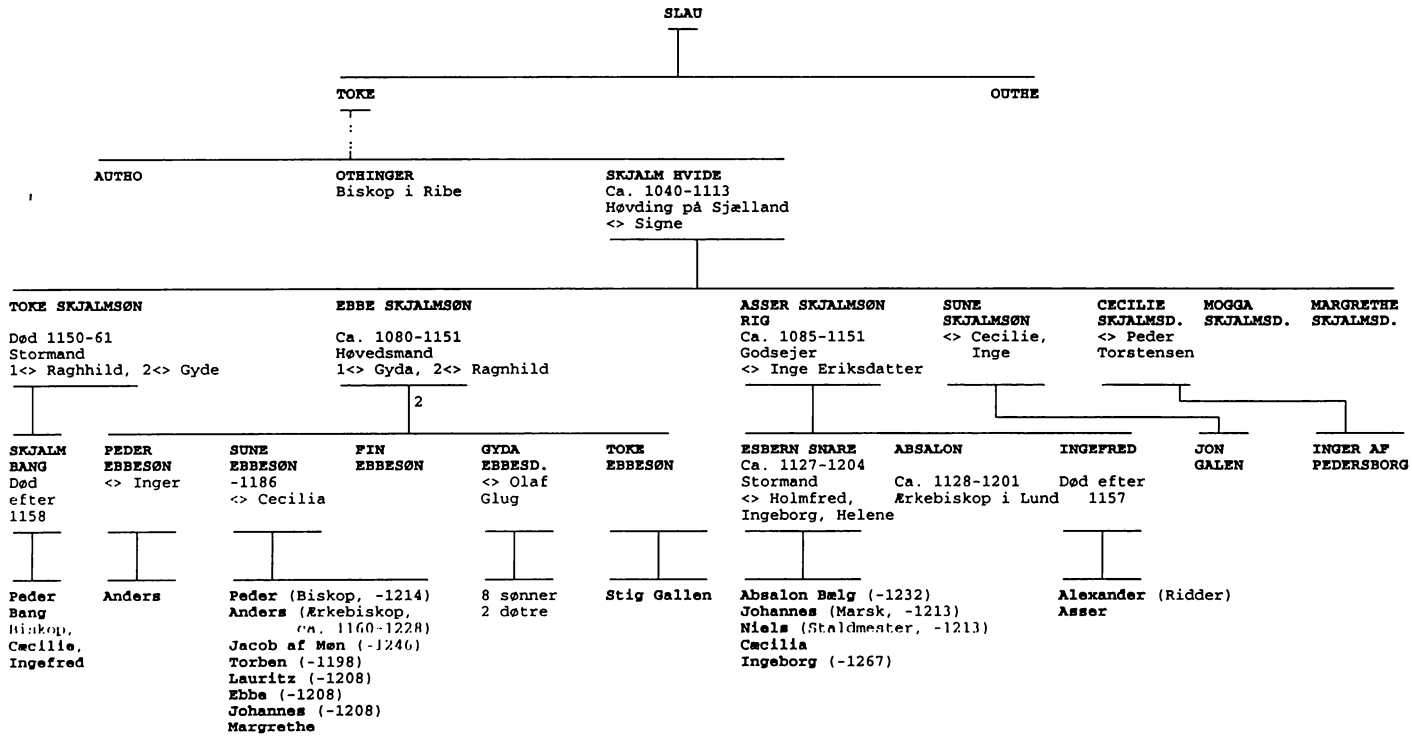 SLAU
TOKE
OUTHE
AUTHO
OTHINGER
Biskop i Ribe
SKJALM HVIDE
Ca. 1040-1113
Høvding på Sjælland
<> Signe
TOKE SKJALMSØN
Død 1150-61
Stormand
1<> Raghhild, 2<> Gyde
EBBE SKJALMSØN
Ca. 1080-1151
Høvedsmand
1<> Gyda, 2<> Ragnhild
2
ASSER SKJALMSØN
RIG
Ca. 1085-1151
Godsejer
<> Inge Eriksdatter
SUNE
SKJALMSØN
<> Cecilie,
Inge
CECILIE
SKJALMSD.
<> Peder
Torstensen
MOGGA
SKJALMSD.
MARGRETHE
SKJALMSD.
SKJALM
BANG
Død
efter
1158
PEDER
EBBESØN
<> Inger
SUNE
EBBESØN
-1186
<> Cecilia
FIN
EBBESØN
GYDA
EBBESD.
<> Olaf
Glug
TOKE
EBBESØN
ESBERN SNARE
Ca. 1127-1204
Stormand
<> Holmfred,
Ingeborg, Helene
ABSALON
Ca. 1128-1201
Ærkebiskop i Lund
INGEFRED
Død efter
1157
JON
GALEN
INGER AF
PEDERSBORG
Peder
Bang
Biskop,
Cæcilie,
Ingefred
Anders
Peder (Biskop, -1214)
Anders (Ærkebiskop,
ca. 1160-1228)
Jacob af Møn (-1246)
Torben (-1198)
Lauritz (-1208)
Ebbe (-1208)
Johannes (-1208)
Margrethe
8 sønner
2 døtre
Stig Gallen
Absalon Bælg (-1232)
Johannes (Marsk, -1213)
Niels (Staldmester, -1213)
Cæcilia
Ingeborg (-1267)
Alexander (Ridder)
Asser